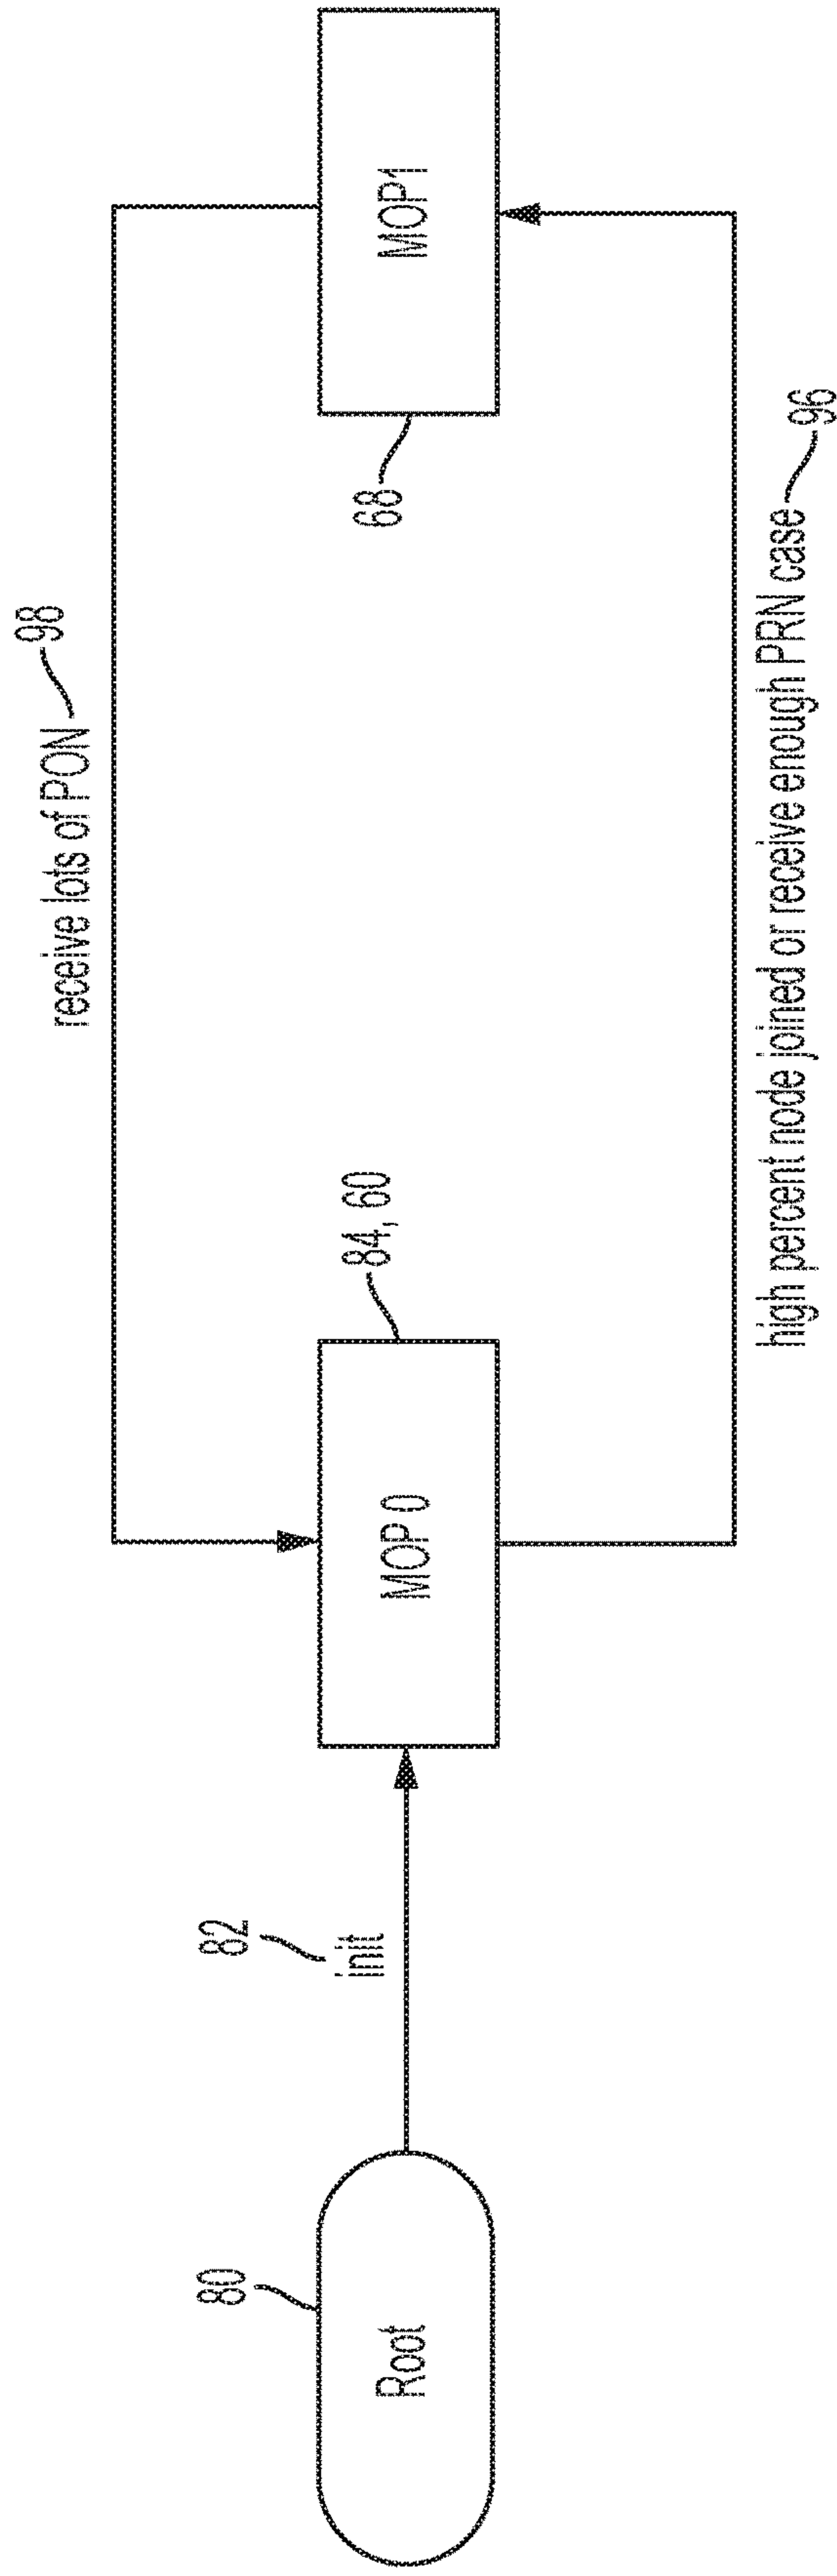 receive lots of PON
98
80
Root
82
init
MOP 0
84, 60
68
MOP1
high percent node joined or receive enough PRN case
96